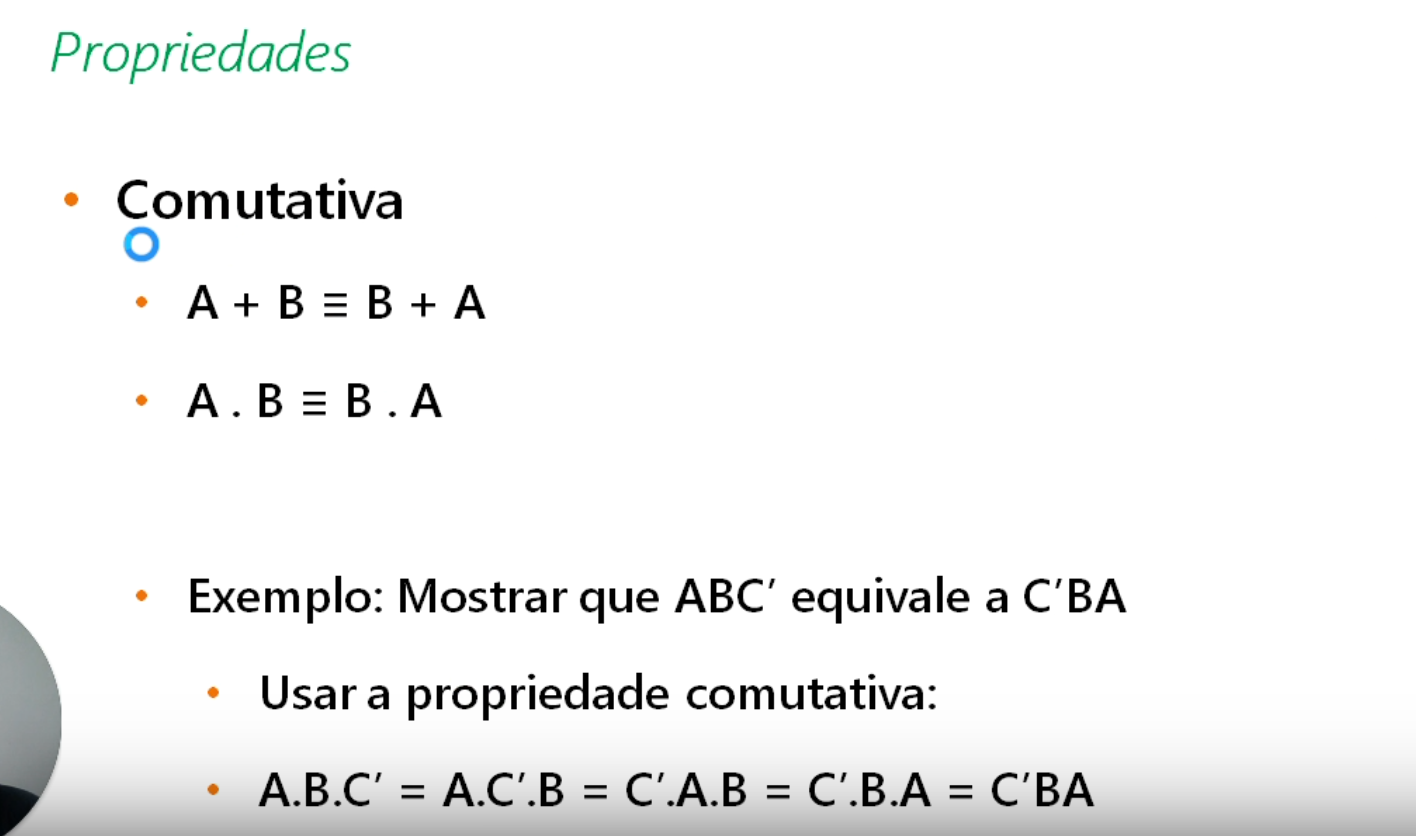 Propriedades
• Comutativa
• A + B ≡ B + A
• A . B ≡ B . A
• Exemplo: Mostrar que ABC′ equivale a C′BA
• Usar a propriedade comutativa:
• A.B.C′ = A.C′.B = C′.A.B = C′.B.A = C′BA